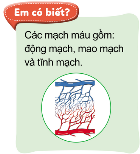 Em có biết?
Các mạch máu gồm:
động mạch, mao mạch
và tĩnh mạch.